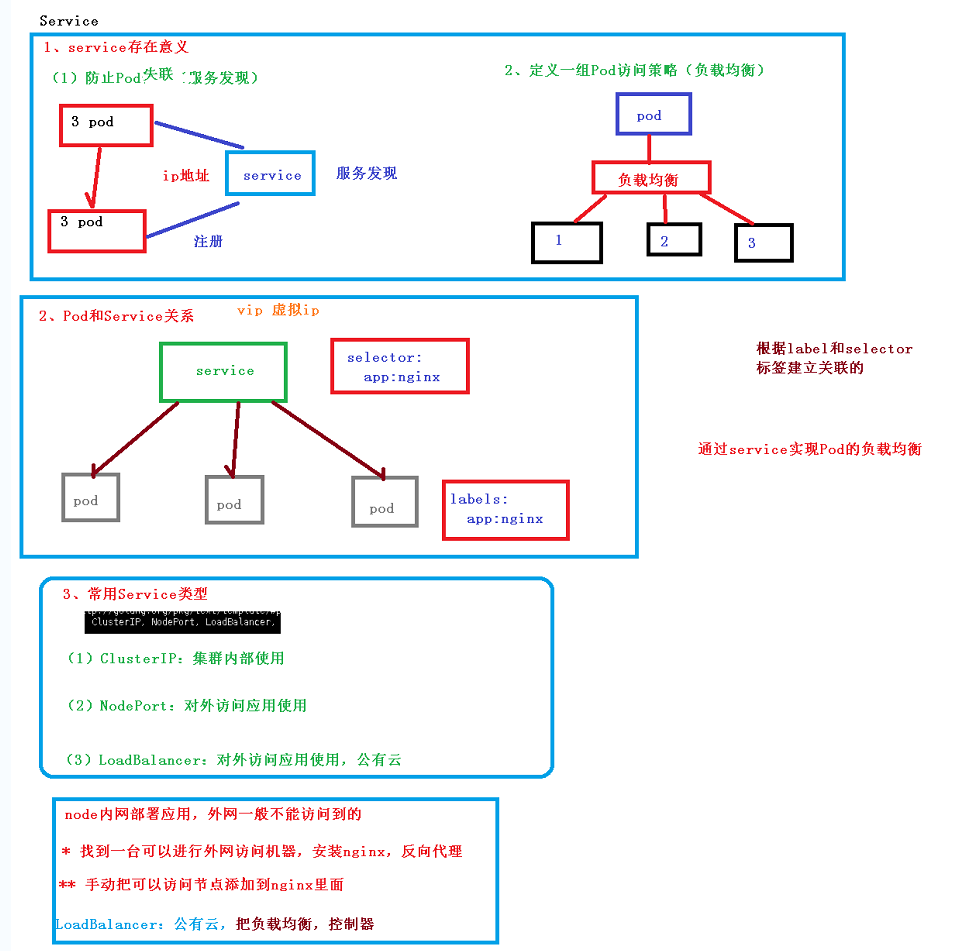 Service
1、service存在意义
（1）防止Pod失联（服务发现）
3 pod
ip地址
service
服务发现
3 pod
注册
2、定义一组Pod访问策略（负载均衡）
pod
负载均衡
1
2
3
2、Pod和Service关系
vip 虚拟ip
service
selector:
app:nginx
pod
pod
pod
labels:
app:nginx
根据label和selector
标签建立关联的
通过service实现Pod的负载均衡
3、常用Service类型
ClusterIP, NodePort, LoadBalancer,
（1）ClusterIP：集群内部使用
（2）NodePort：对外访问应用使用
（3）LoadBalancer：对外访问应用使用，公有云
node内网部署应用，外网一般不能访问到的
* 找到一台可以进行外网访问机器，安装nginx，反向代理
** 手动把可以访问节点添加到nginx里面
LoadBalancer：公有云，把负载均衡，控制器